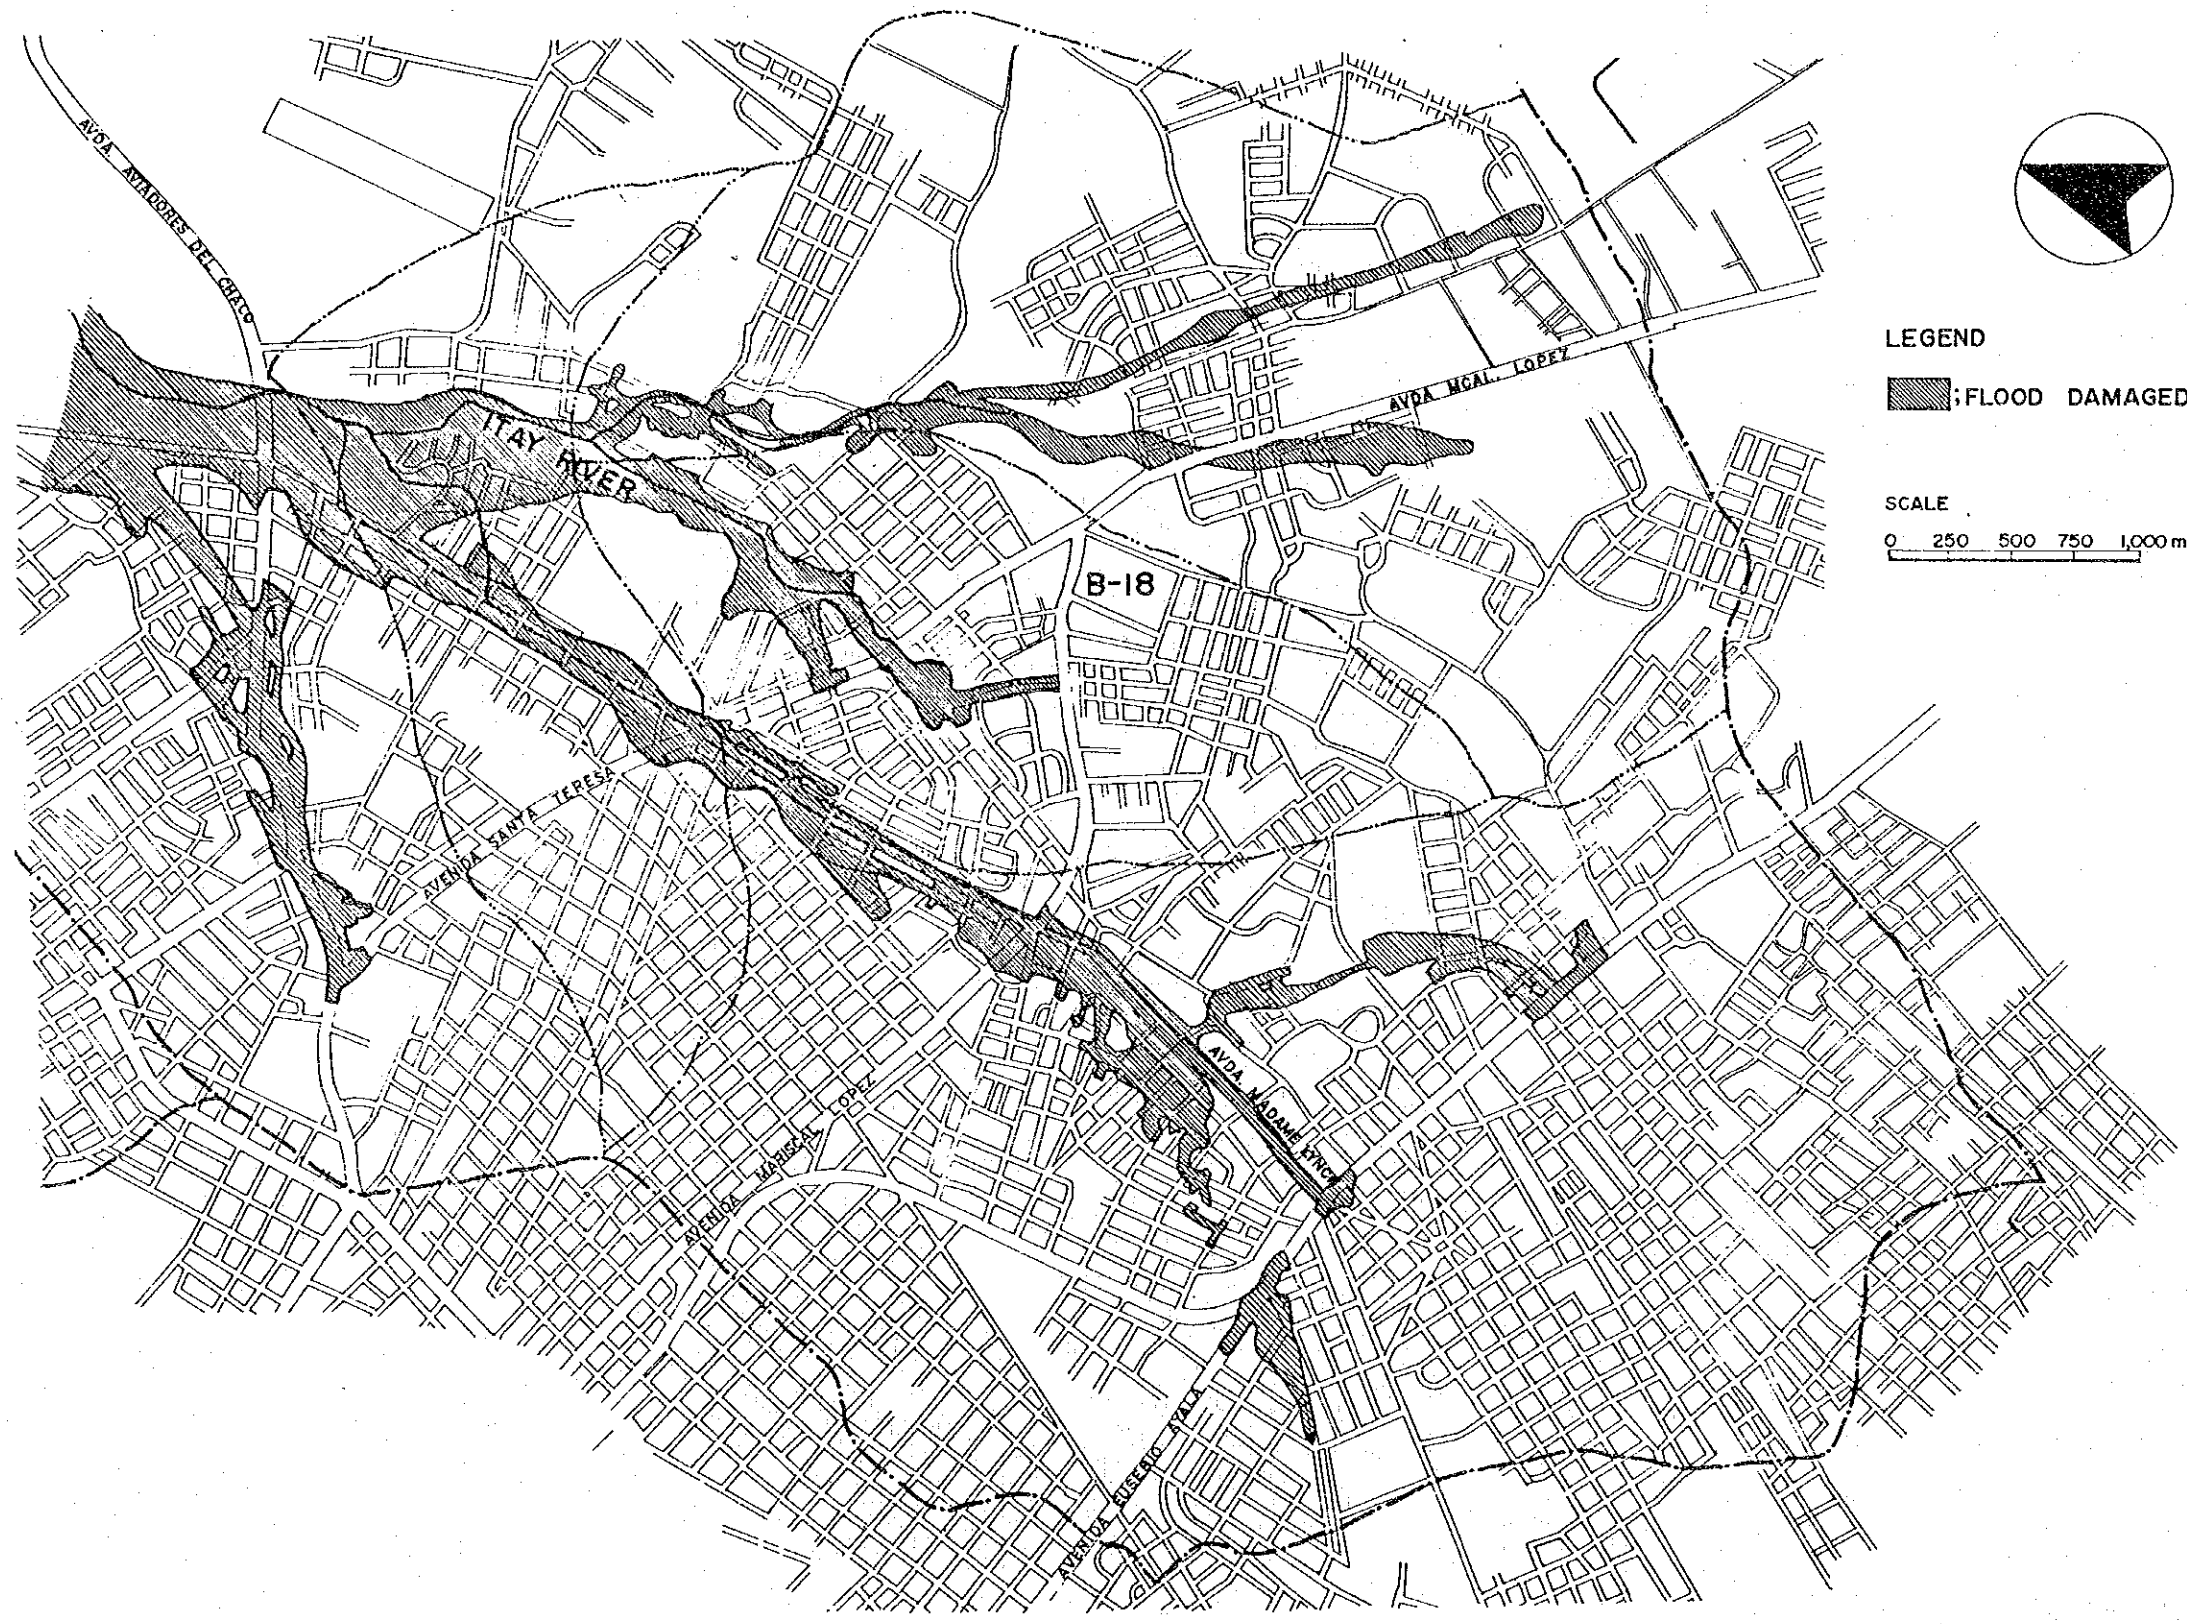 AVDA. AVIADORES DEL CHACO
LEGEND
;FLOOD DAMAGED
AVDA MCAL. LOPEZ
ITAY RIVER
SCALE
0 250 500 750 1,000 m
B-18
AVENIDA SANTA TERESA
AVDA. MADAME LYNCH
AVENIDA MARISCAL LOPEZ
AVENIDA EUSEBIO AYALA